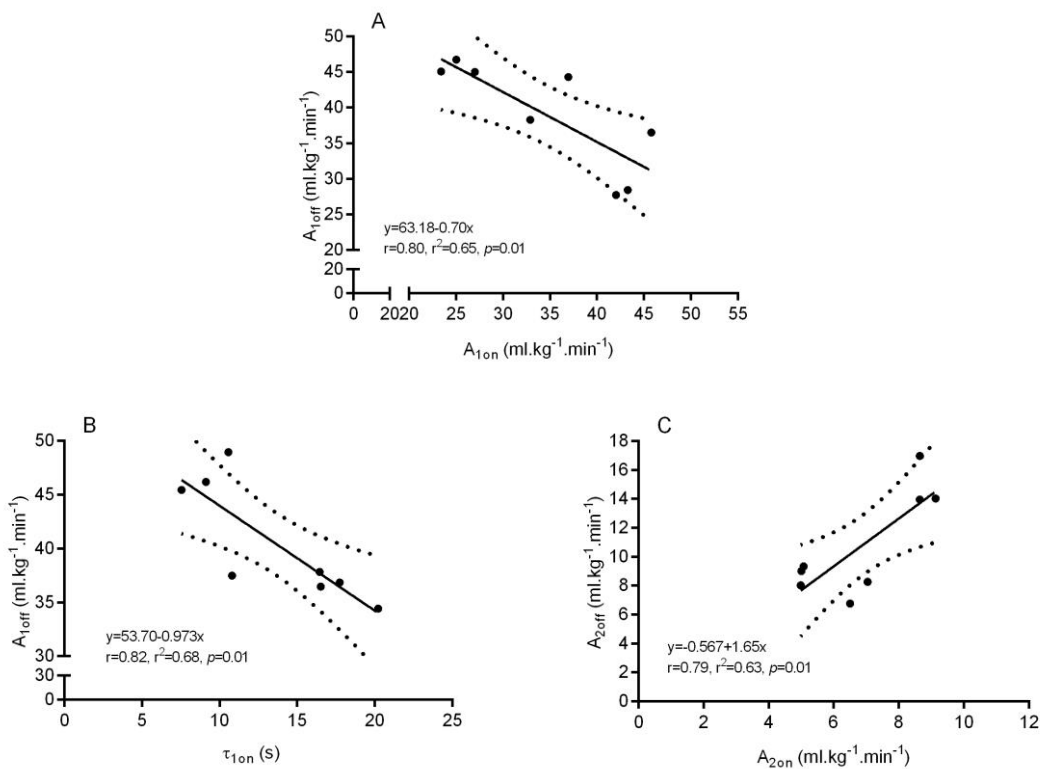 A
50
45
40
35
30
25
20
20
0
A1off (ml.kg-1.min-1)
y=63.18-0.70x
r=0.80, r2=0.65, p=0.01
0 20 20 25 30 35 40 45 50 55
A1on (ml.kg-1.min-1)
B
50
45
40
35
30
30
0
A1off (ml.kg-1.min-1)
y=53.70-0.973x
r=0.82, r2=0.68, p=0.01
0 5 10 15 20 25
τ1on (s)
C
18
16
14
12
10
8
6
4
2
0
A2off (ml.kg-1.min-1)
y=-0.567+1.65x
r=0.79, r2=0.63, p=0.01
0 2 4 6 8 10 12
A2on (ml.kg-1.min-1)